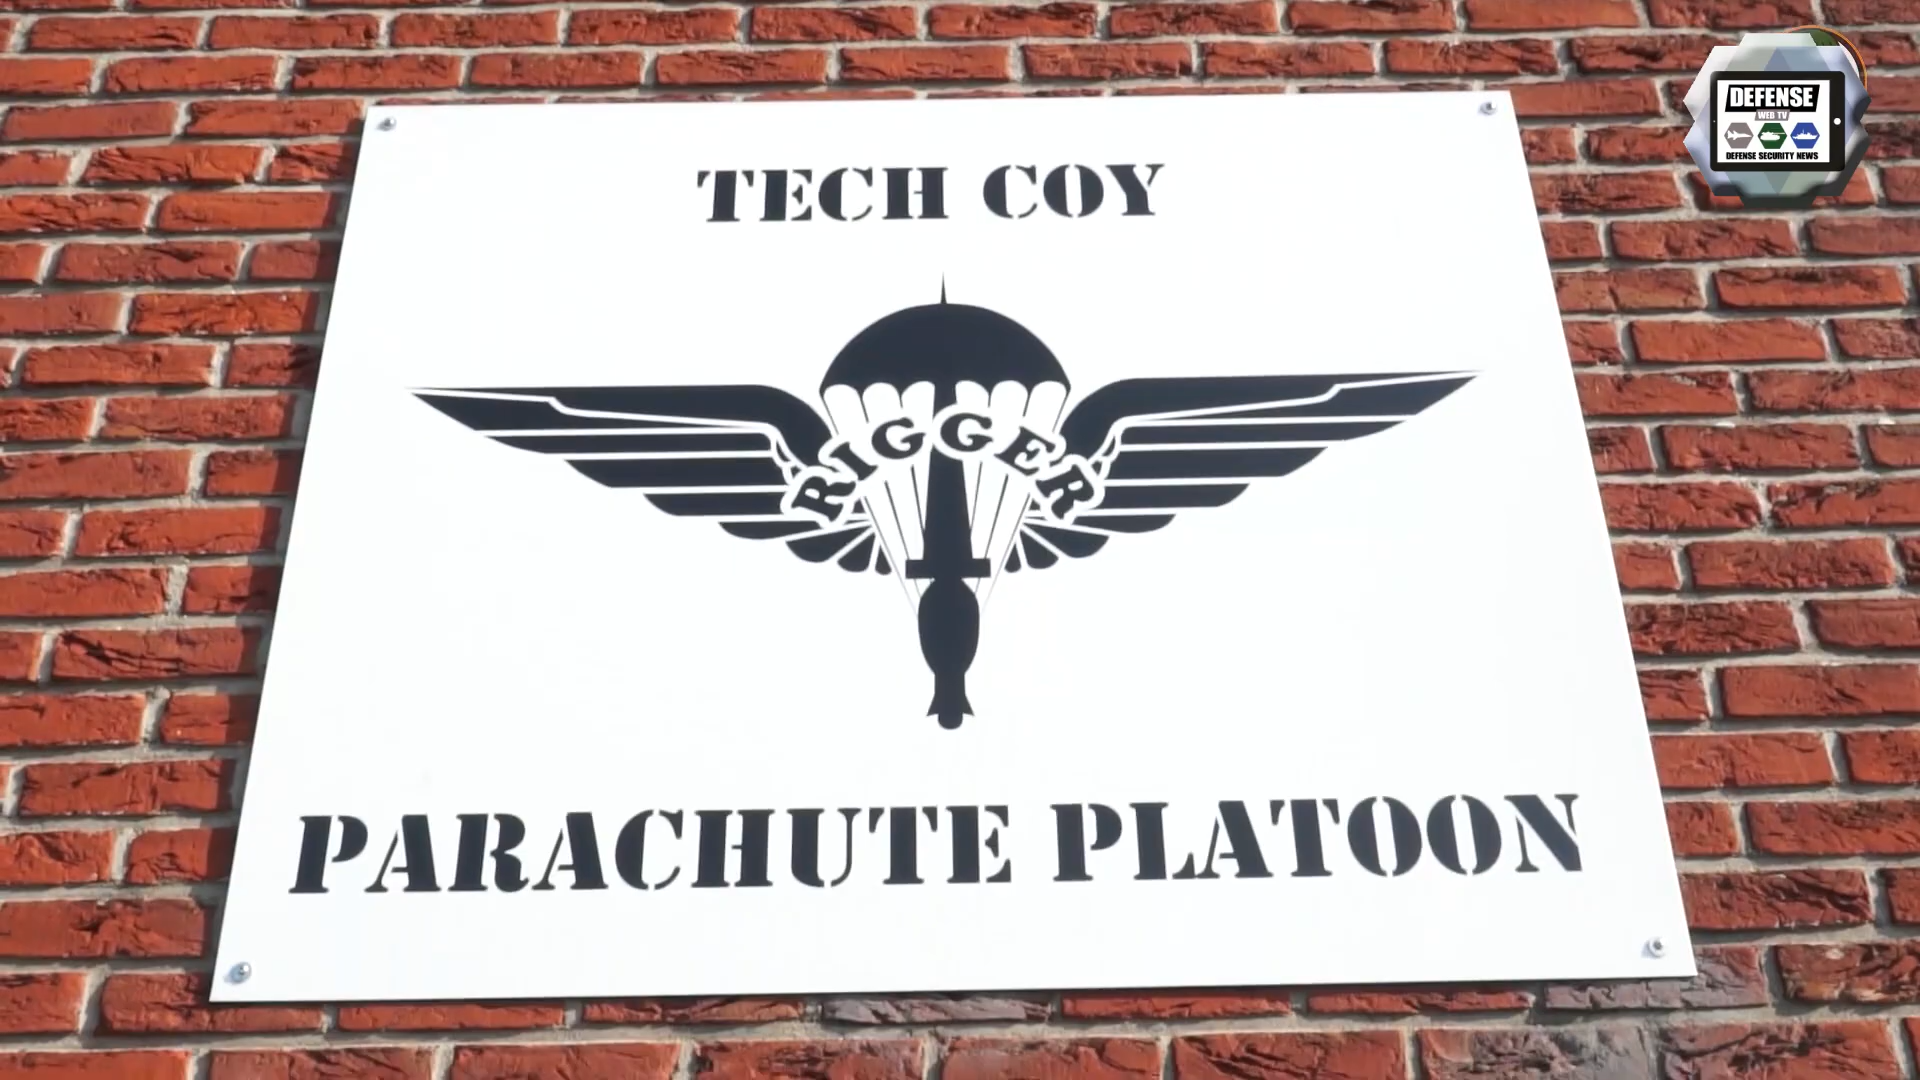 TECH COY
RIGGER
PARACHUTE PLATOON
DEFENSE
WEB TV
DEFENSE SECURITY NEWS